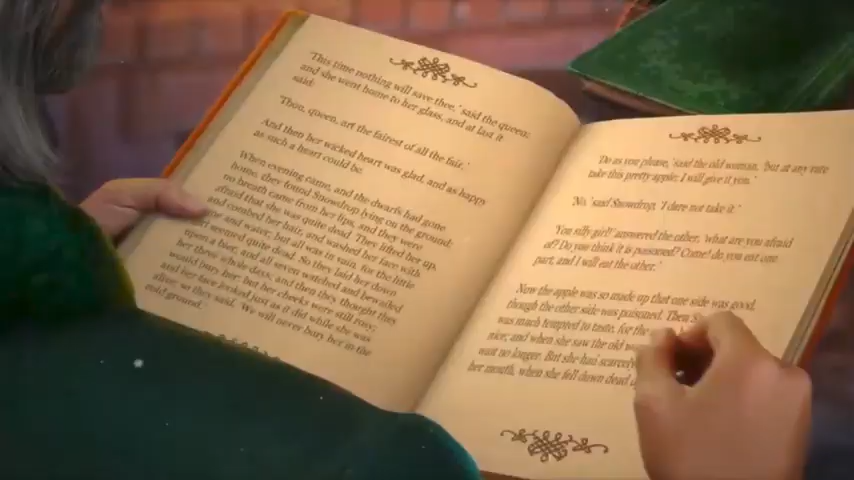 'This time nothing will save thee,' said the queen;
and she went home to her glass, and at last it
said:
'Thou, queen, art the fairest of all the fair.'
And then her wicked heart was glad, and as happy
as such a heart could be.
When evening came, and the dwarfs had gone
home, they found Snowdrop lying on the ground:
no breath came from her lips, and they were
afraid that she was quite dead. They lifted her up,
and combed her hair, and washed her face with
wine and water; but all was in vain, for the little
girl seemed quite dead. So they laid her down
upon a bier, and all seven watched and bewailed
her three whole days; and then they thought they
would bury her: but her cheeks were still rosy;
and her face looked just as it did while she was
alive; so they said, 'We will never bury her in the
cold ground.'
'Do as you please,' said the old woman, 'but at any rate
take this pretty apple; I will give it you.'
'No,' said Snowdrop, 'I dare not take it.'
'You silly girl!' answered the other, 'what are you afraid
of? Do you think it is poisoned? Come! do you eat one
part, and I will eat the other.'
Now the apple was so made up that one side was good,
though the other side was poisoned. Then
was much tempted to taste, for the
nice; and when she saw the old
wait no longer. But she had scarcely
her mouth, when she fell down dead